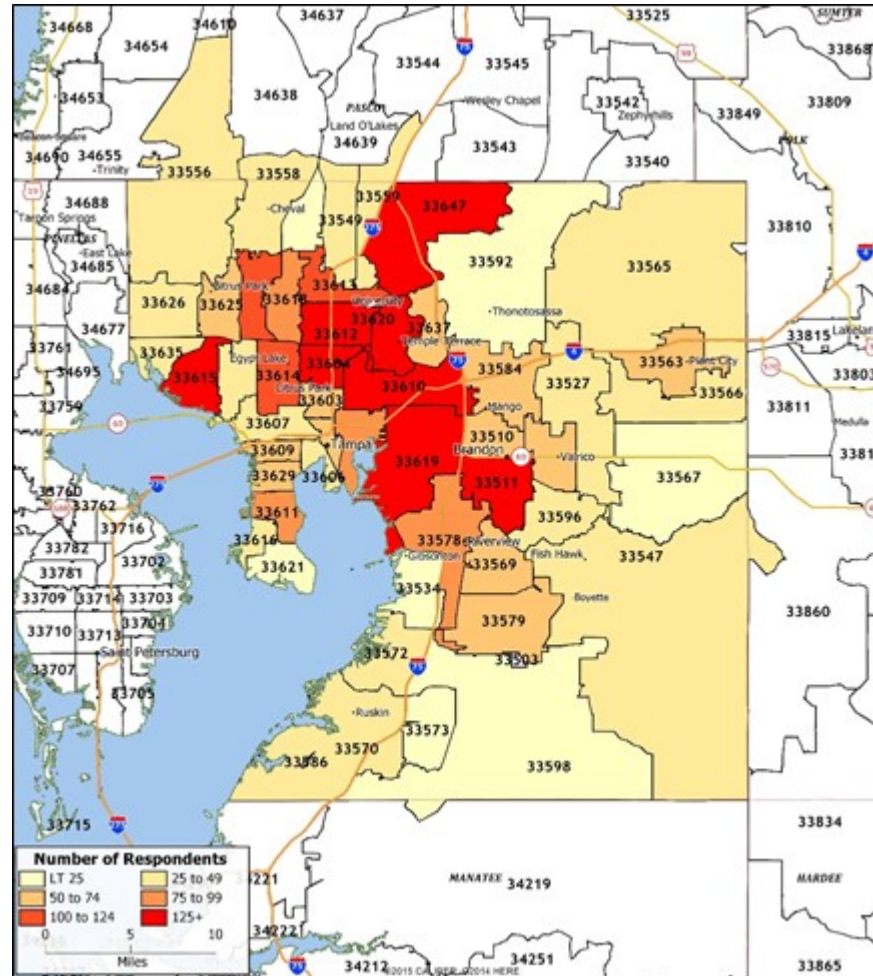 34668
34610
34637
33525
SUMTER
34654
33544
33545
33868
34638
34653
PASCO
Wesley Chapel
33542
33849
33809
Land O'Lakes
Zephyrhills
34690
34655
34639
33543
POLK
Trinity
33556
33558
33540
33559
34688
Cheval
33647
Tarpon Springs
33549
33810
PINELLAS
East Lake
34685
33592
33565
34684
Citrus Park
33613
33626
33625
33618
33620
Thonotosassa
34677
33612
33637
Temple Terrace
33815
33761
33635
Egypt Lake
33604
33584
33563
Plant City
33803
34695
33615
33614
33610
33527
33566
Citrus Park
33603
33811
33759
33607
Mango
Medulla
33510
Tampa
Brandon
Valrico
33609
33567
33619
33760
33629
33606
33511
33762
33611
33596
33716
33578
Riverview
33616
33547
33782
33702
Gibsonton
Fish Hawk
33781
33621
33569
33709
33714
33703
33534
Boyette
33860
33710
33704
33579
33713
Saint Petersburg
33572
33503
33707
33705
Ruskin
33573
33570
33598
33586
33715
33834
Number of Respondents
LT 25
25 to 49
50 to 74
75 to 99
100 to 124
125+
0
5
10
Miles
MANATEE
34219
HARDEE
34221
34222
34212
34251
33865